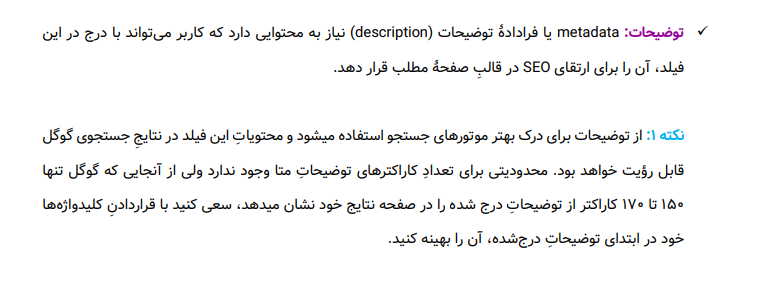 ✓ توضیحات: metadata یا فرادادهٔ توضیحات (description) نیاز به محتوایی دارد که کاربر می‌تواند با درج در این
فیلد، آن را برای ارتقای SEO در قالبِ صفحهٔ مطلب قرار دهد.
نکته ۱: از توضیحات برای درک بهتر موتورهای جستجو استفاده میشود و محتویاتِ این فیلد در نتایجِ جستجوی گوگل
قابل رؤیت خواهد بود. محدودیتی برای تعدادِ کاراکترهای توضیحاتِ متا وجود ندارد ولی از آنجایی که گوگل تنها
۱۵۰ تا ۱۷۰ کاراکتر از توضیحاتِ درج شده را در صفحه نتایج خود نشان میدهد، سعی کنید با قراردادنِ کلیدواژه‌ها
خود در ابتدای توضیحاتِ درج‌شده، آن را بهینه کنید.